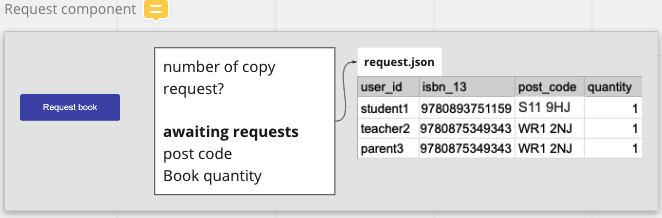 Request component
Request book
number of copy
request?
awaiting requests
post code
Book quantity
request.json
user_id isbn_13 post_code quantity
student1 9780893751159 S11 9HJ 1
teacher2 9780875349343 WR1 2NJ 1
parent3 9780875349343 WR1 2NJ 1